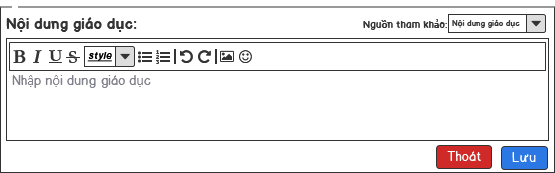 Nội dung giáo dục:
Nguồn tham khảo: Nội dung giáo dục
B I U S style
Nhập nội dung giáo dục
Thoát Lưu